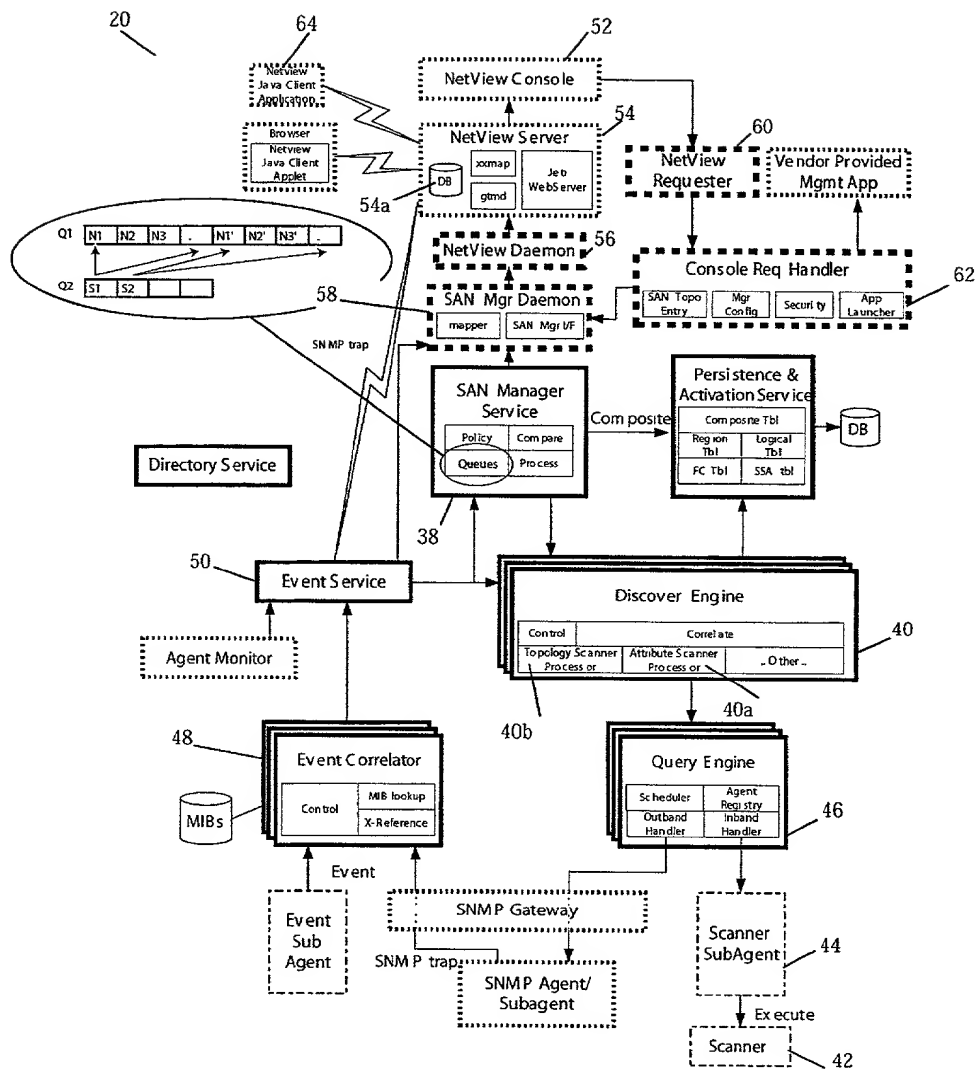 20
64
52
Netview
Java Client
Application
NetView Console
Browser
Netview
Java Client
Applet
54
NetView Server
DB
54a
xxmap
gtmd
WebServer
60
NetView
Requester
Vendor Provided
Mgmt App
Q1
N1 N2 N3 . N1' N2' N3' .
Q2
S1 S2
NetView Daemon
56
58
SAN Mgr Daemon
mapper
SAN Mgr I/F
Console Req Handler
SAN Topo
Entry
Mgr
Config
Security
App
Launcher
62
SNMP trap
SAN Manager
Service
Policy
Compare
Queues
Process
38
Composite
Persistence &
Activation Service
Composite Tbl
Region
Tbl
Logical
Tbl
FC Tbl
SSA tbl
DB
Directory Service
50
Event Service
Agent Monitor
Discover Engine
Control
Correlate
Topology Scanner
Processor
Attribute Scanner
Processor
.. Other ..
40
40b
40a
48
Event Correlator
Control
MIB lookup
X-Reference
MIBs
Query Engine
Scheduler
Agent
Registry
Outband
Handler
Inband
Handler
46
Event
Event
Sub
Agent
SNMP Gateway
SNMP trap
SNMP Agent/
Subagent
Scanner
SubAgent
44
Execute
Scanner
42